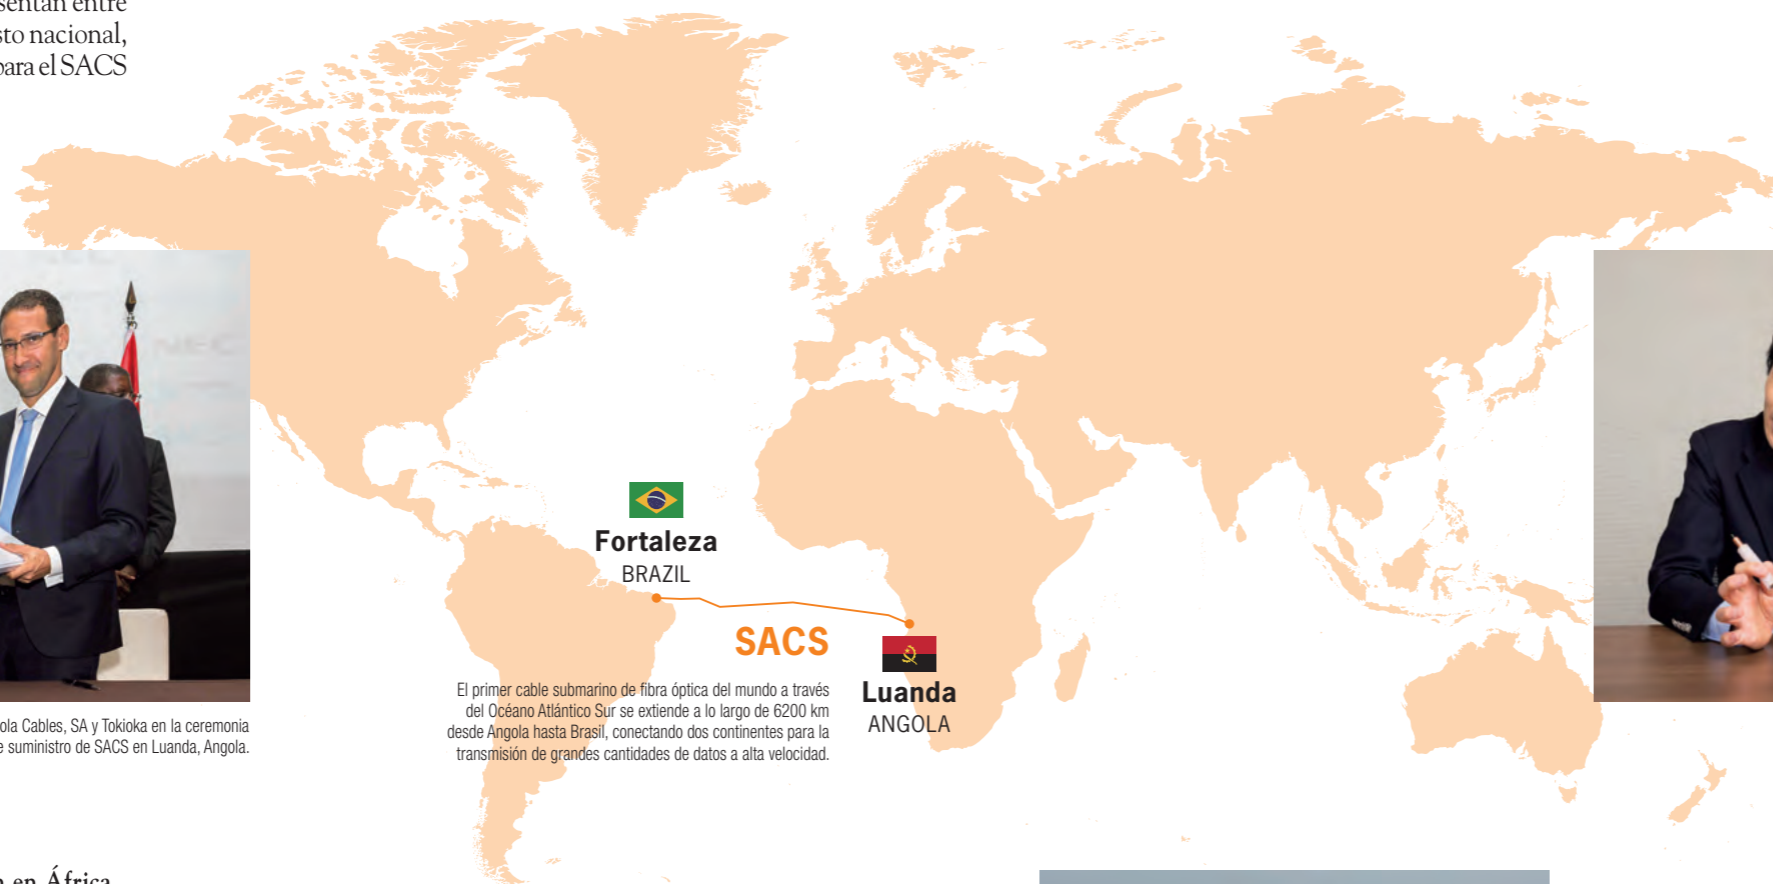 sentan entre
sto nacional,
para el SACS
NEC
Fortaleza
BRAZIL
SACS
El primer cable submarino de fibra óptica del mundo a través
del Océano Atlántico Sur se extiende a lo largo de 6200 km
desde Angola hasta Brasil, conectando dos continentes para la
transmisión de grandes cantidades de datos a alta velocidad.
Luanda
ANGOLA
ola Cables, SA y Tokioka en la ceremonia
e suministro de SACS en Luanda, Angola.
en África